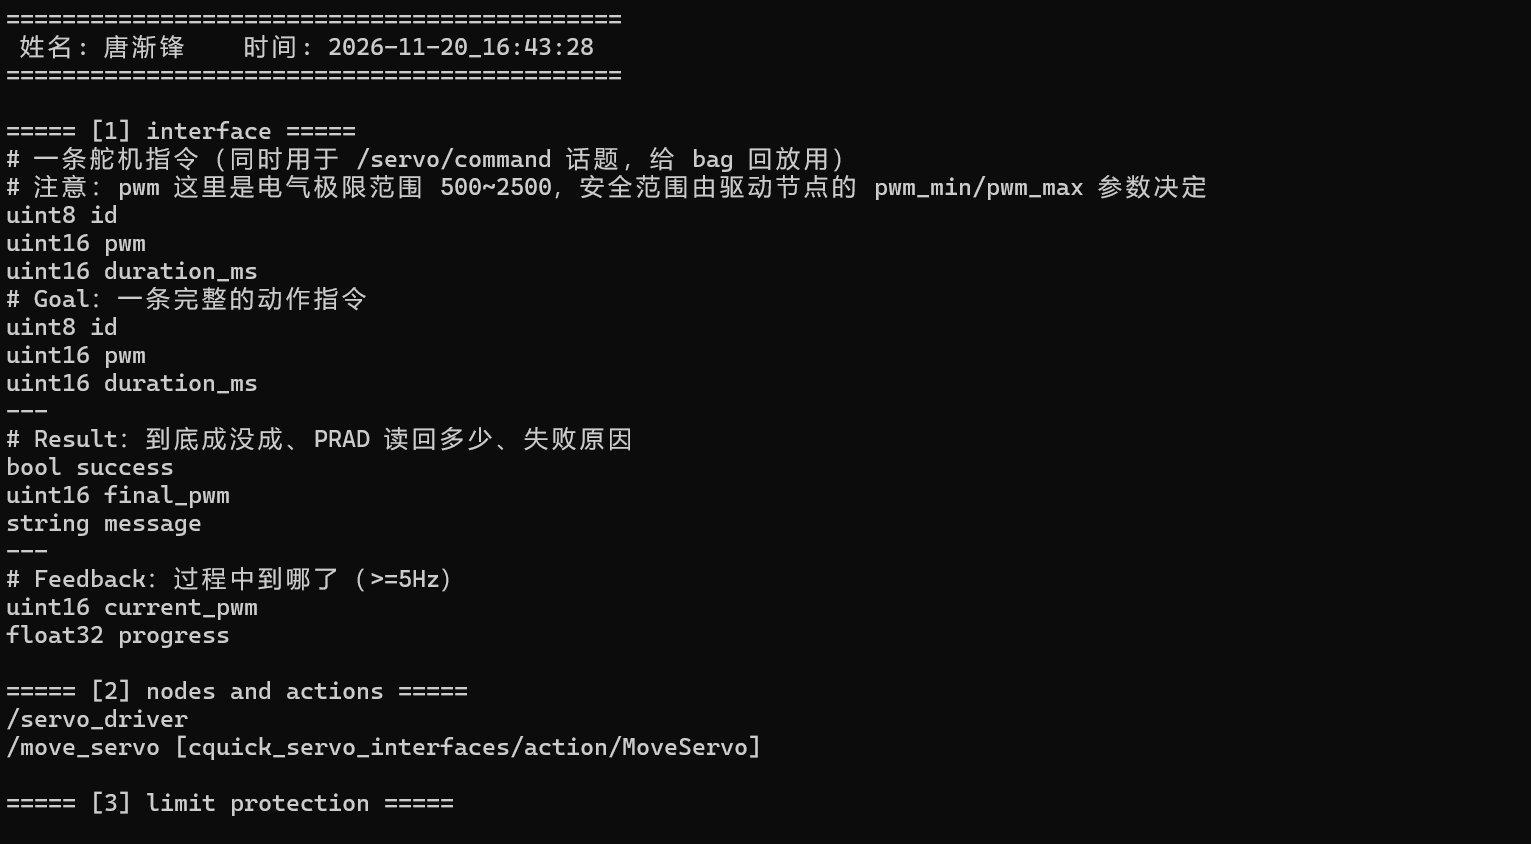 ============================================
姓名: 唐渐锋    时间: 2026-11-20_16:43:28
============================================
===== [1] interface =====
# 一条舵机指令（同时用于 /servo/command 话题，给 bag 回放用）
# 注意：pwm 这里是电气极限范围 500~2500，安全范围由驱动节点的 pwm_min/pwm_max 参数决定
uint8 id
uint16 pwm
uint16 duration_ms
# Goal：一条完整的动作指令
uint8 id
uint16 pwm
uint16 duration_ms
---
# Result：到底成没成、PRAD 读回多少、失败原因
bool success
uint16 final_pwm
string message
---
# Feedback：过程中到哪了（>=5Hz）
uint16 current_pwm
float32 progress
===== [2] nodes and actions =====
/servo_driver
/move_servo [cquick_servo_interfaces/action/MoveServo]
===== [3] limit protection =====